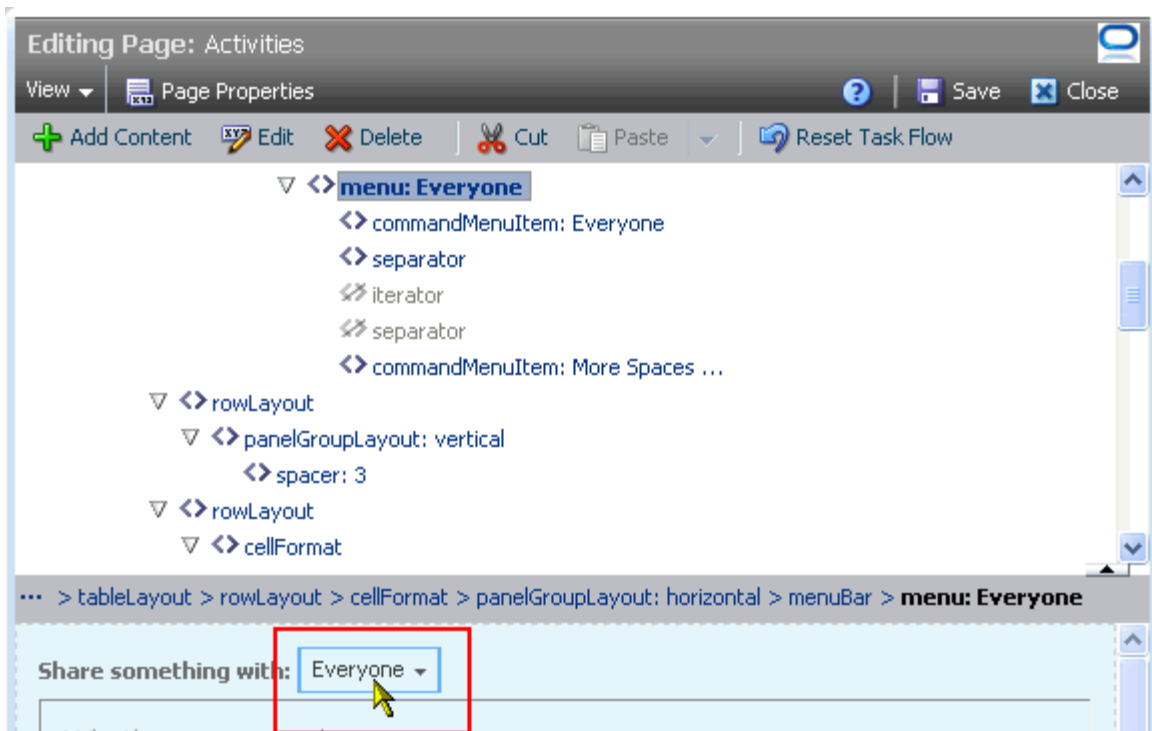 Editing Page: Activities
View Page Properties Save Close
Add Content Edit Delete Cut Paste Reset Task Flow
menu: Everyone
commandMenuItem: Everyone
separator
iterator
separator
commandMenuItem: More Spaces ...
rowLayout
panelGroupLayout: vertical
spacer: 3
rowLayout
cellFormat
... > tableLayout > rowLayout > cellFormat > panelGroupLayout: horizontal > menuBar > menu: Everyone
Share something with: Everyone